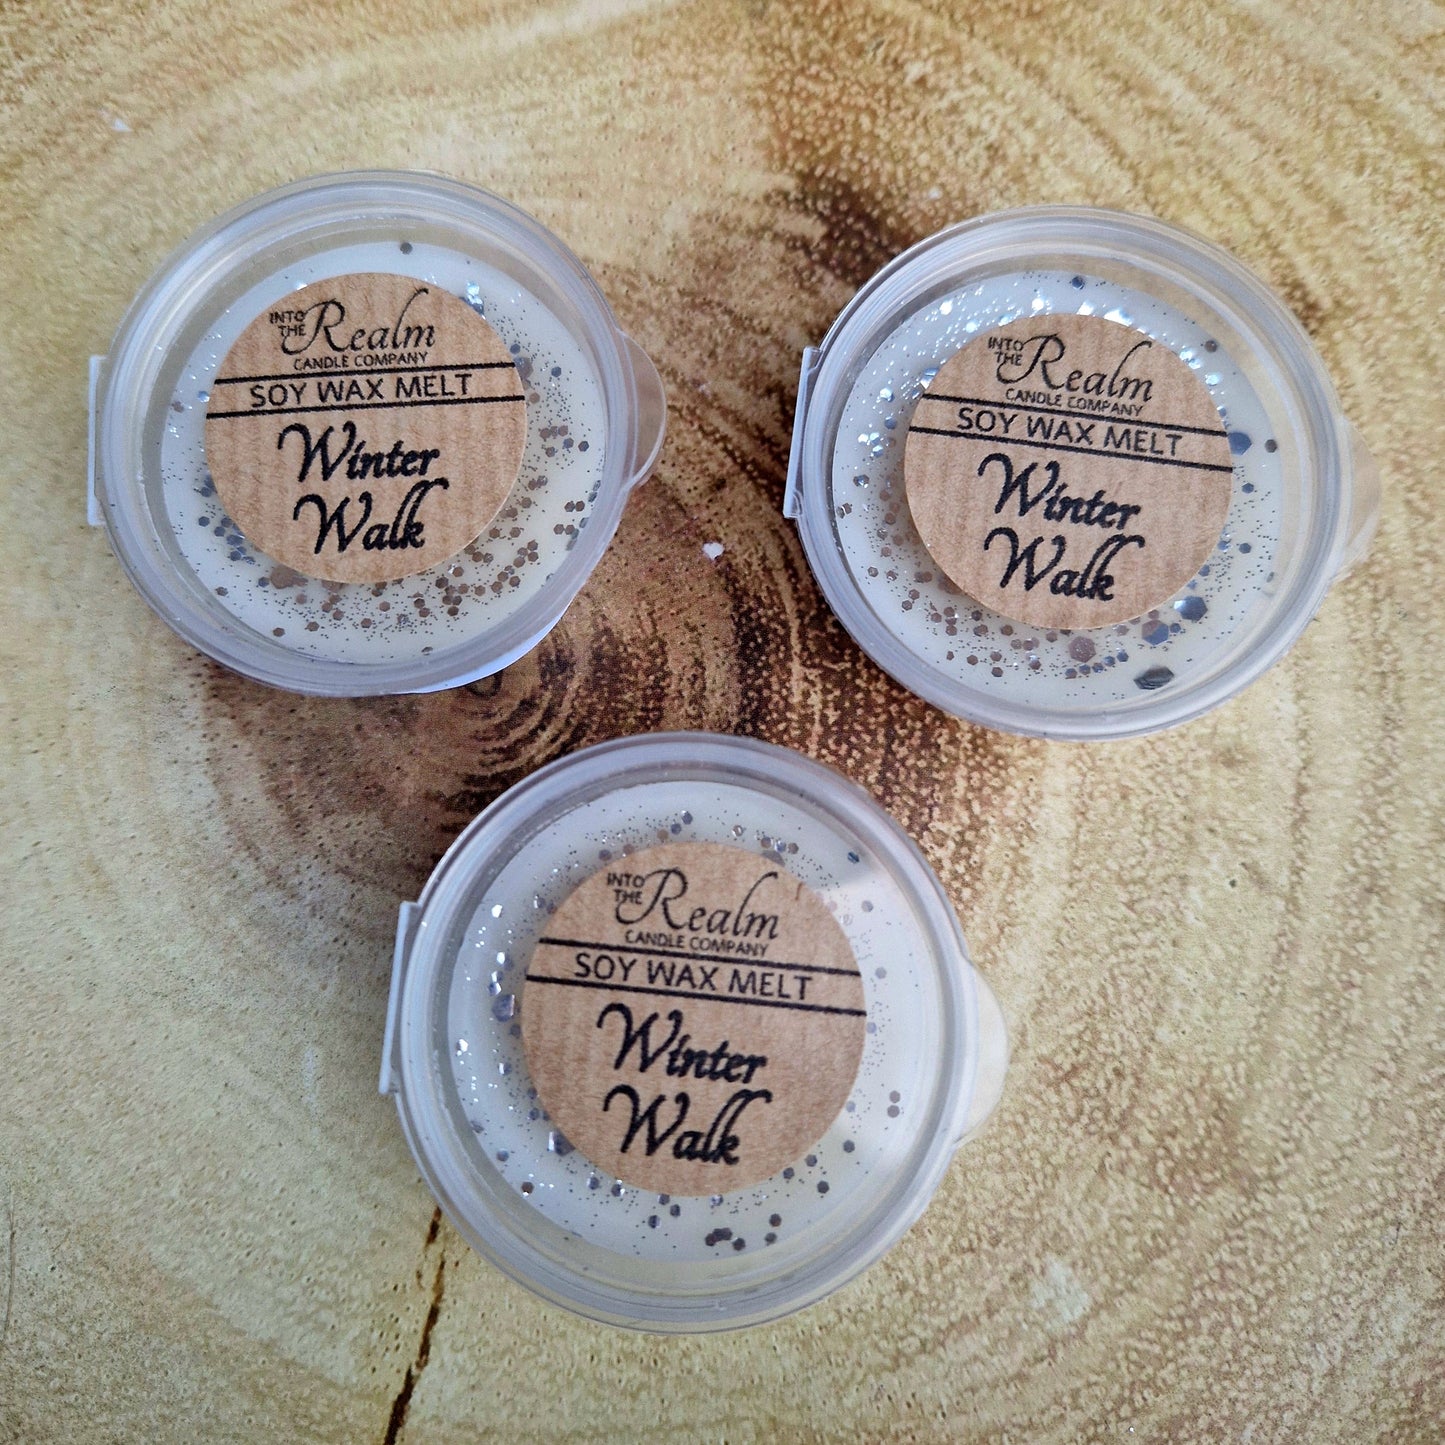 INTO
THE Realm
CANDLE COMPANY
SOY WAX MELT
Winter
Walk
INTO
THE Realm
CANDLE COMPANY
SOY WAX MELT
Winter
Walk
INTO
THE Realm
CANDLE COMPANY
SOY WAX MELT
Winter
Walk